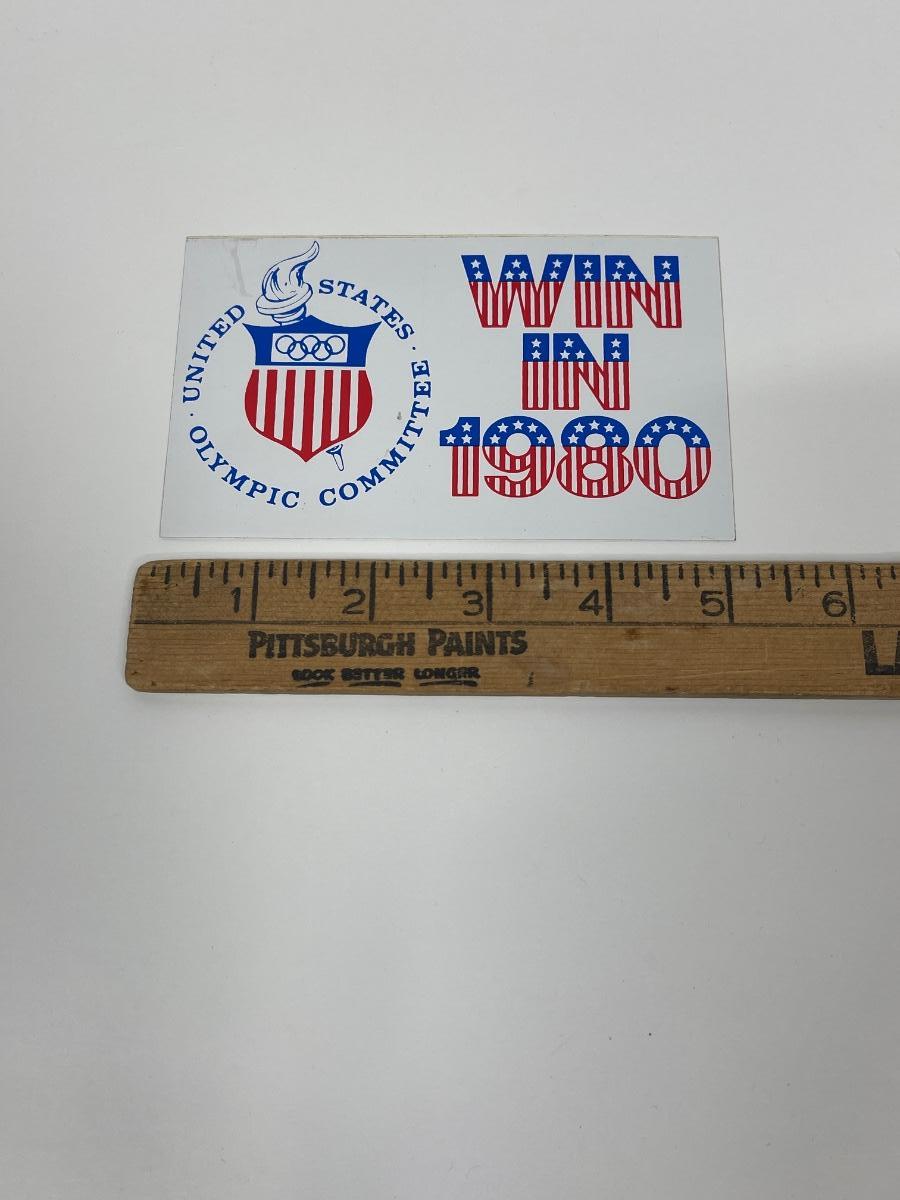 · UNITED STATES ·
OLYMPIC COMMITTEE
WIN
IN
1980
1 2 3 4 5 6
PITTSBURGH PAINTS
LOOK BETTER LONGER